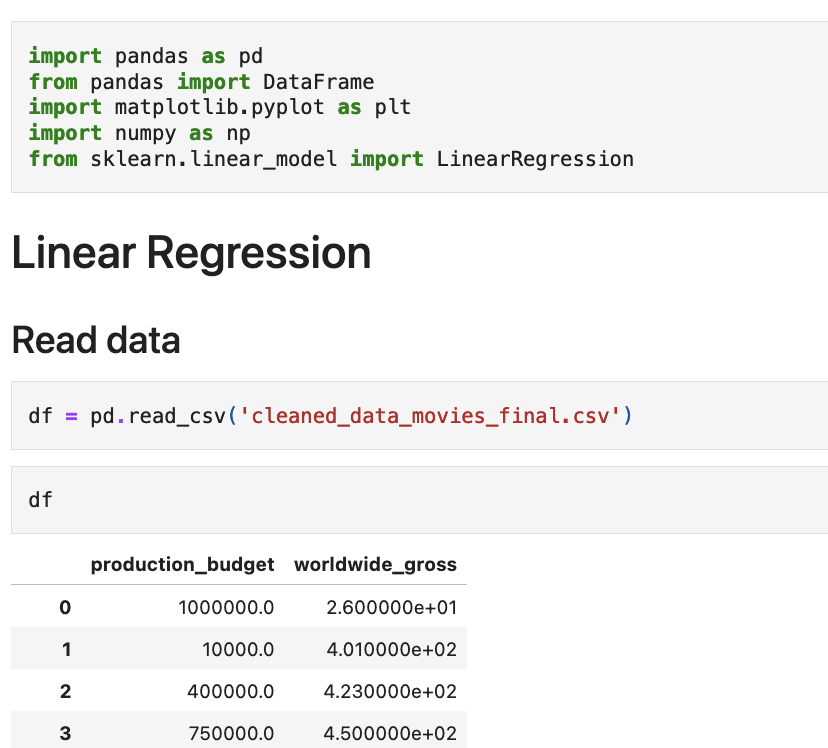 import pandas as pd
from pandas import DataFrame
import matplotlib.pyplot as plt
import numpy as np
from sklearn.linear_model import LinearRegression
Linear Regression
Read data
df = pd.read_csv('cleaned_data_movies_final.csv')
df
production_budget worldwide_gross
0 1000000.0 2.600000e+01
1 10000.0 4.010000e+02
2 400000.0 4.230000e+02
3 750000.0 4.500000e+02